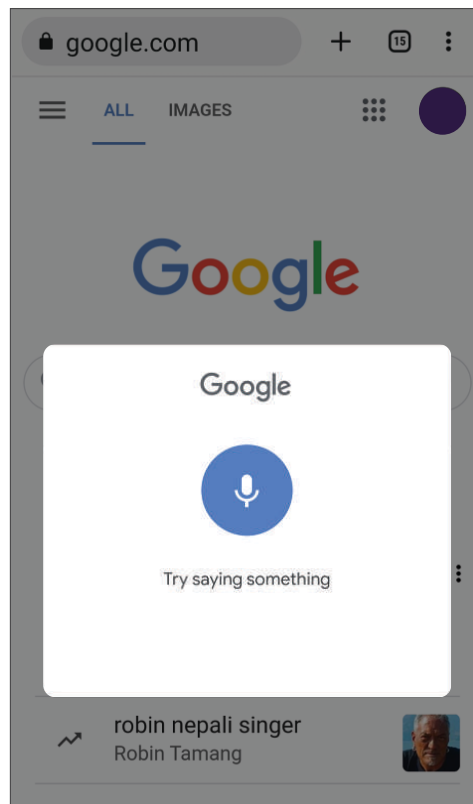 google.com
15
ALL IMAGES
Google
Google
Try saying something
robin nepali singer
Robin Tamang